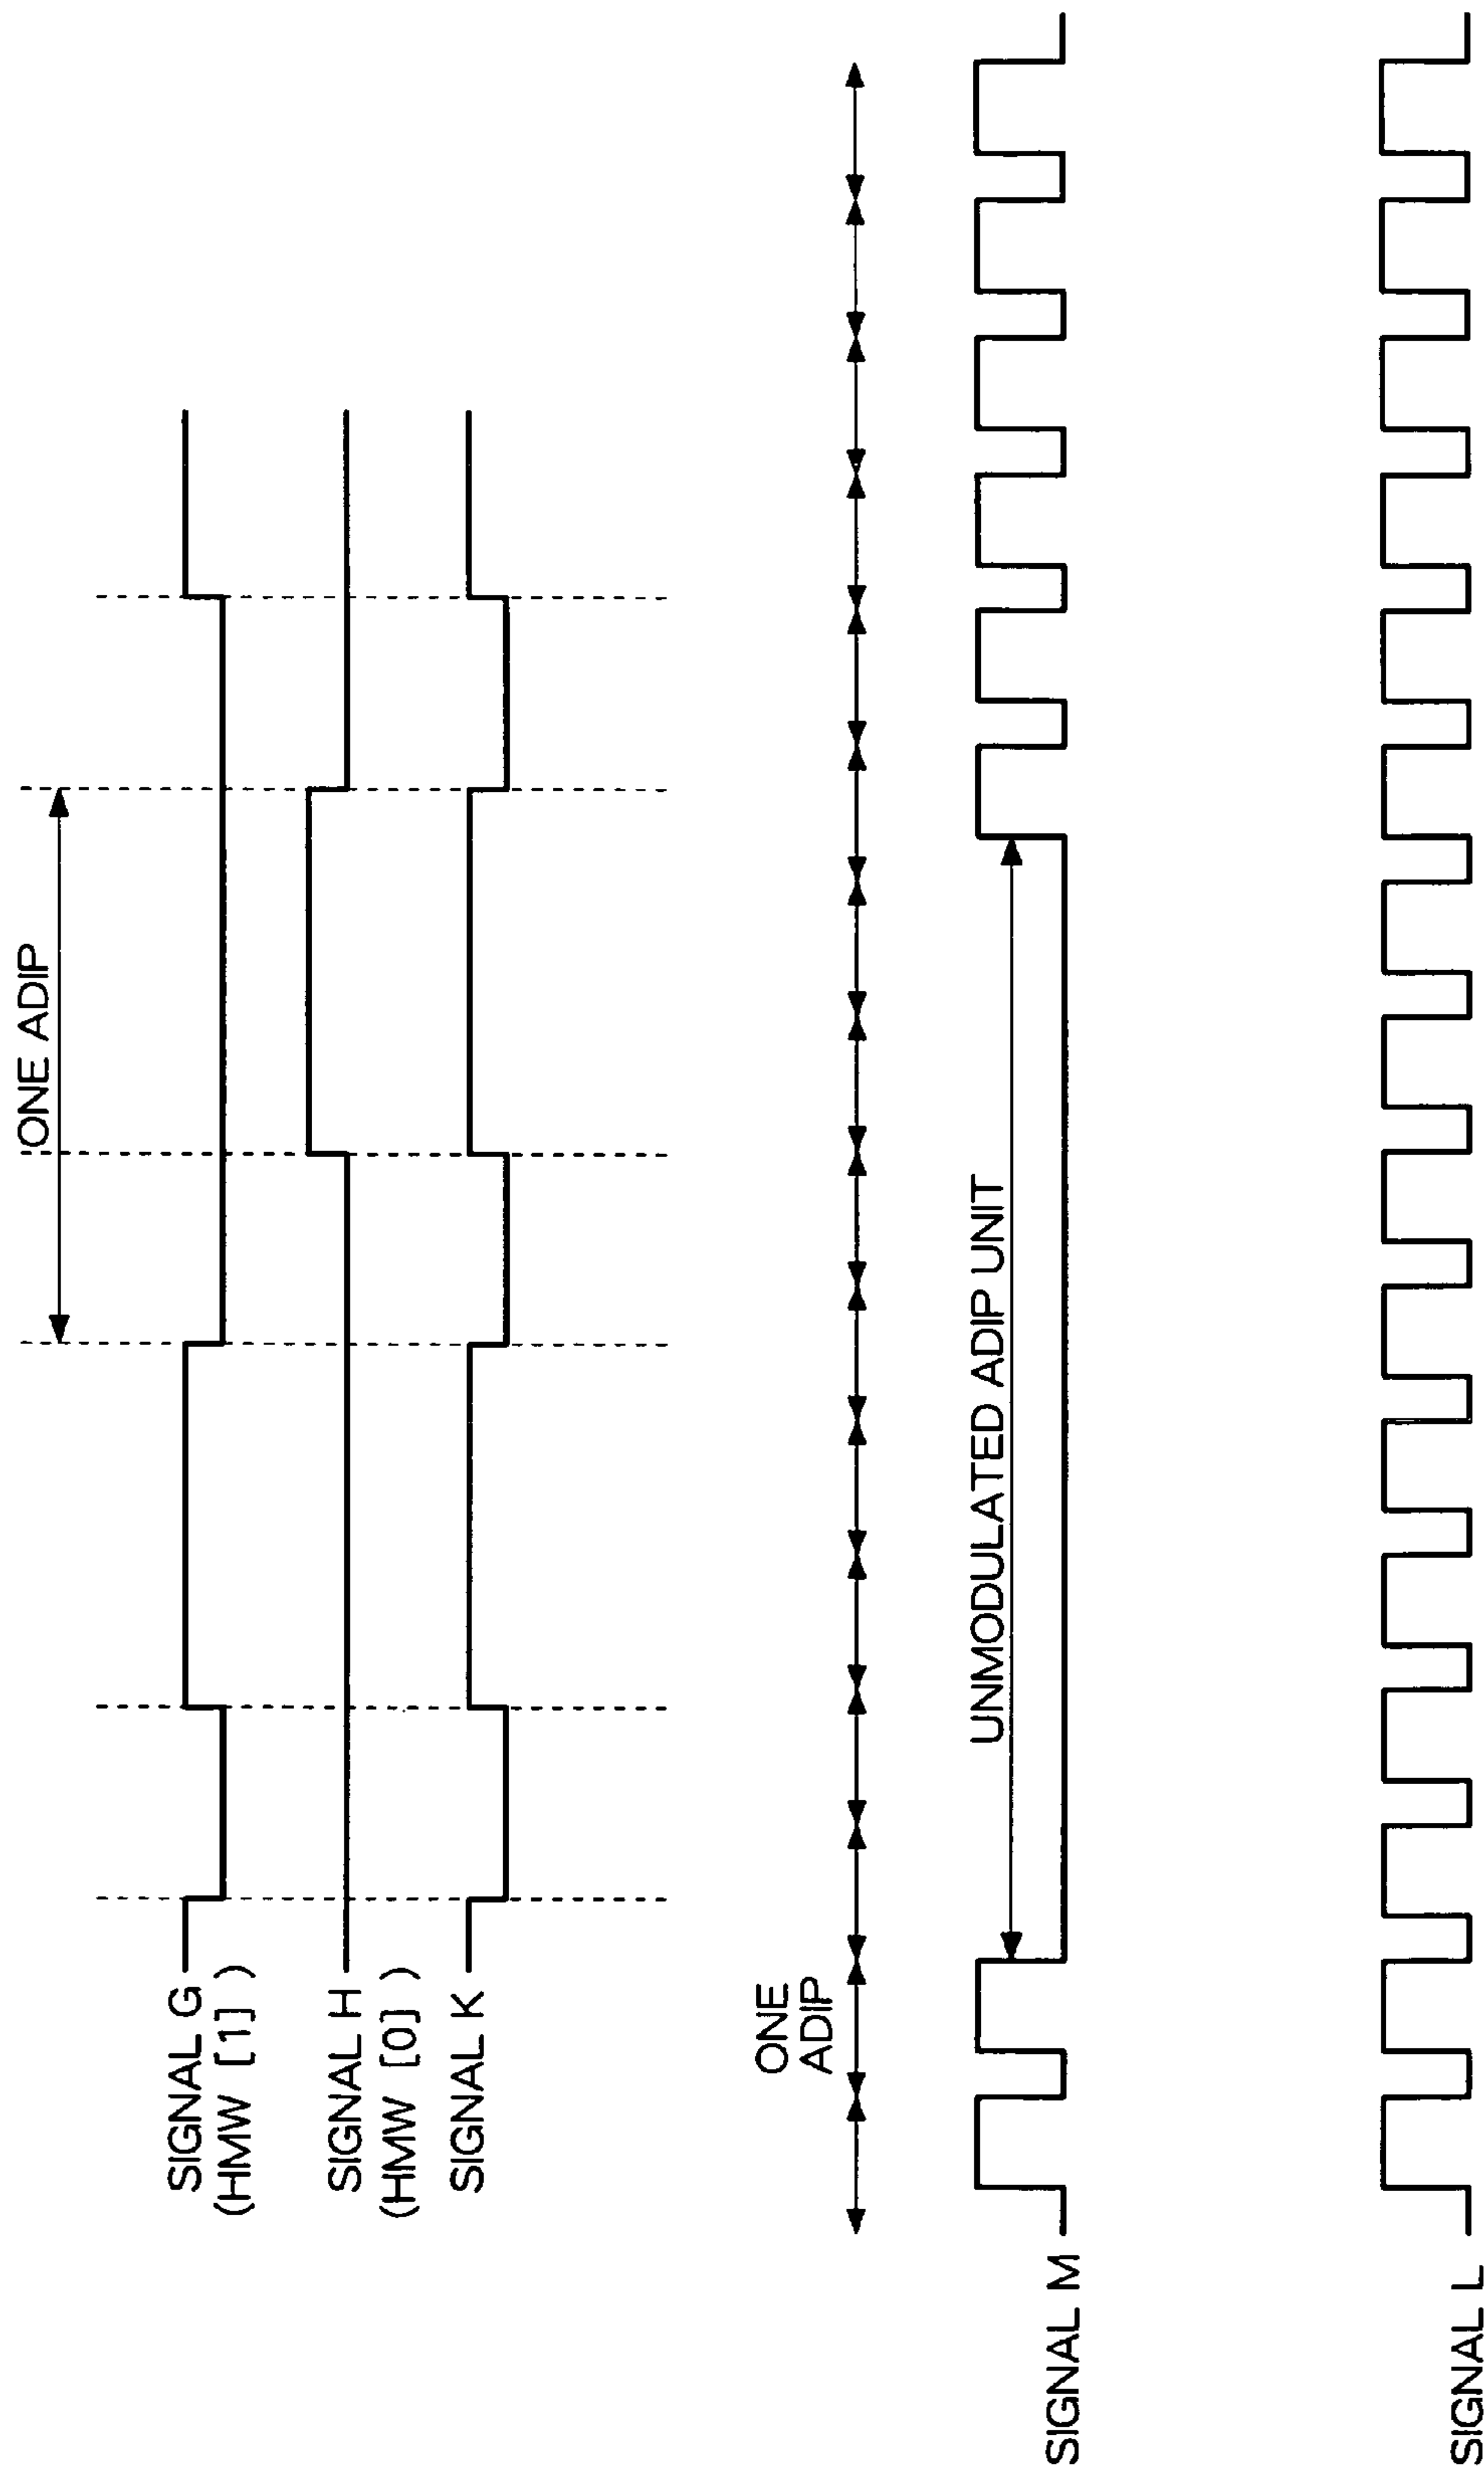 ONE ADIP
SIGNAL G
(HMW [1] )
SIGNAL H
(HMW [0] )
SIGNAL K
ONE
ADIP
UNMODULATED ADIP UNIT
SIGNAL M
SIGNAL L